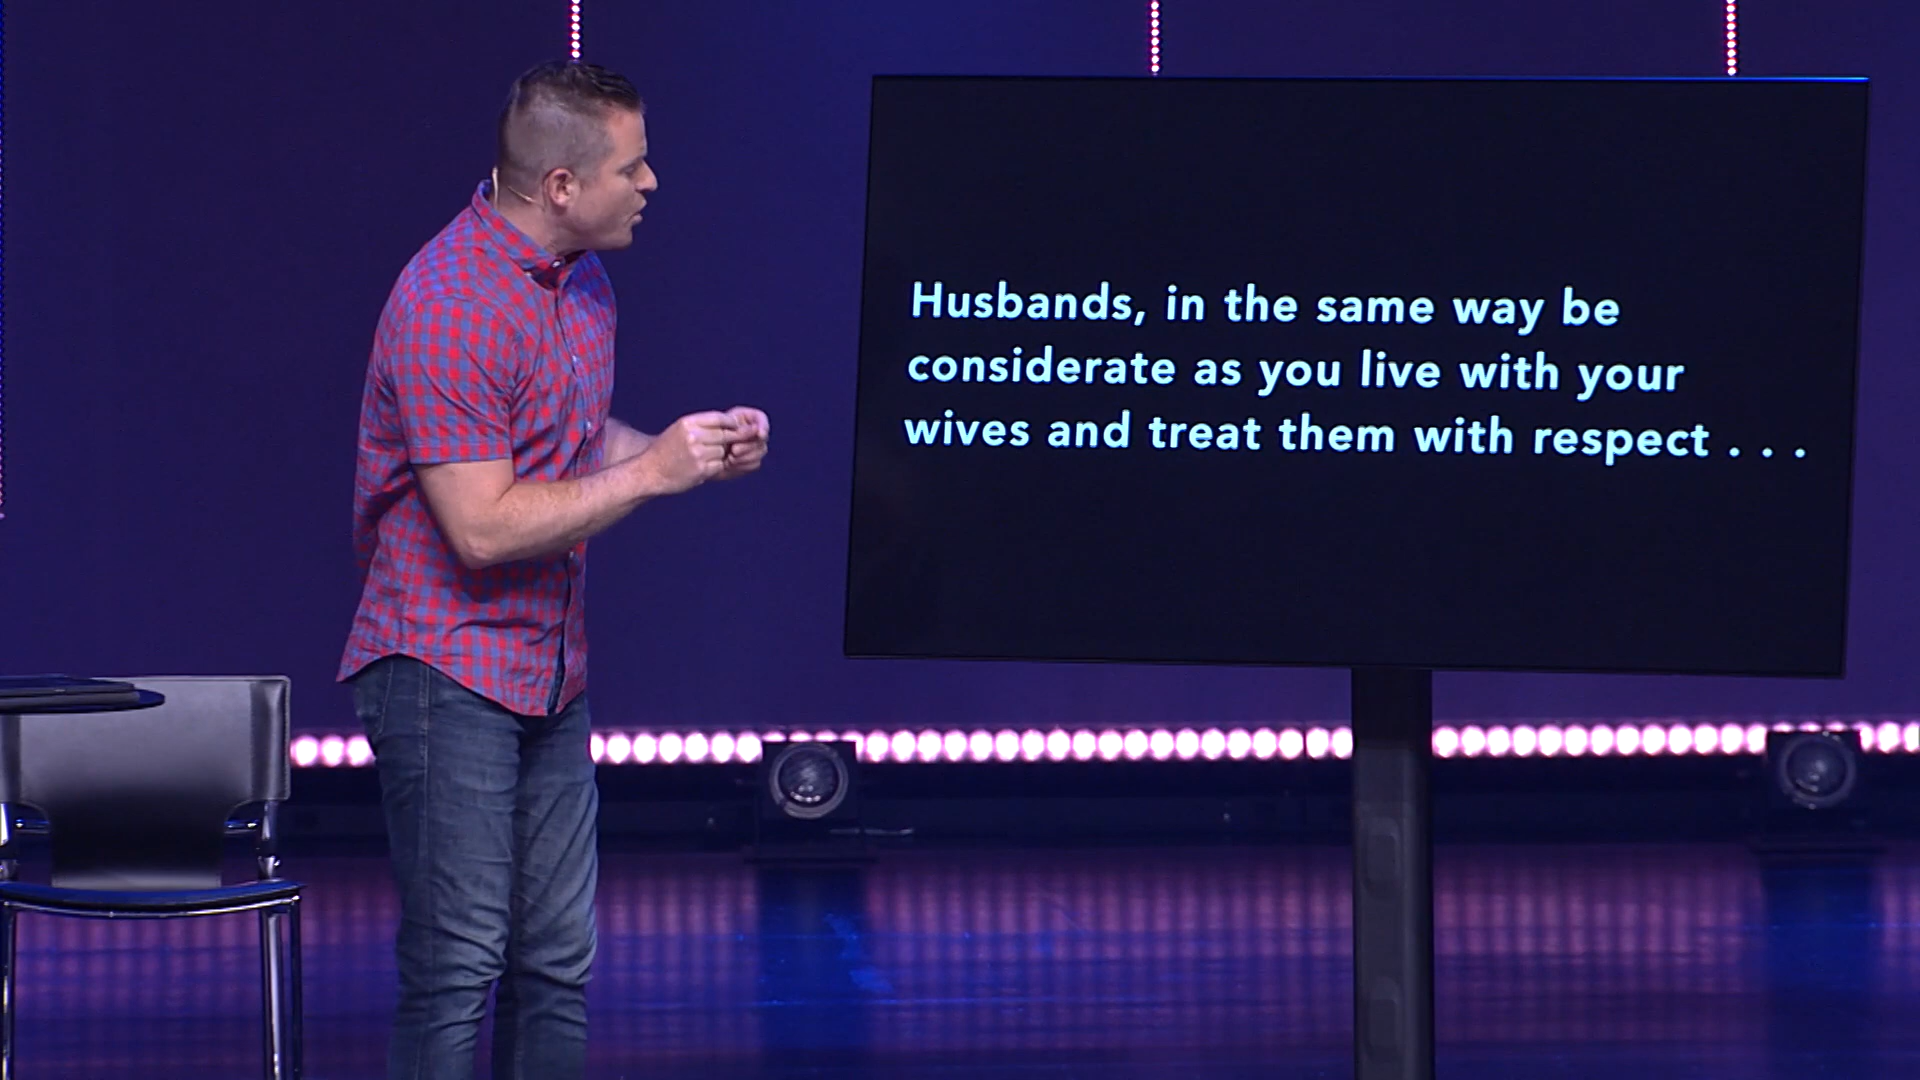 Husbands, in the same way be
considerate as you live with your
wives and treat them with respect . . .